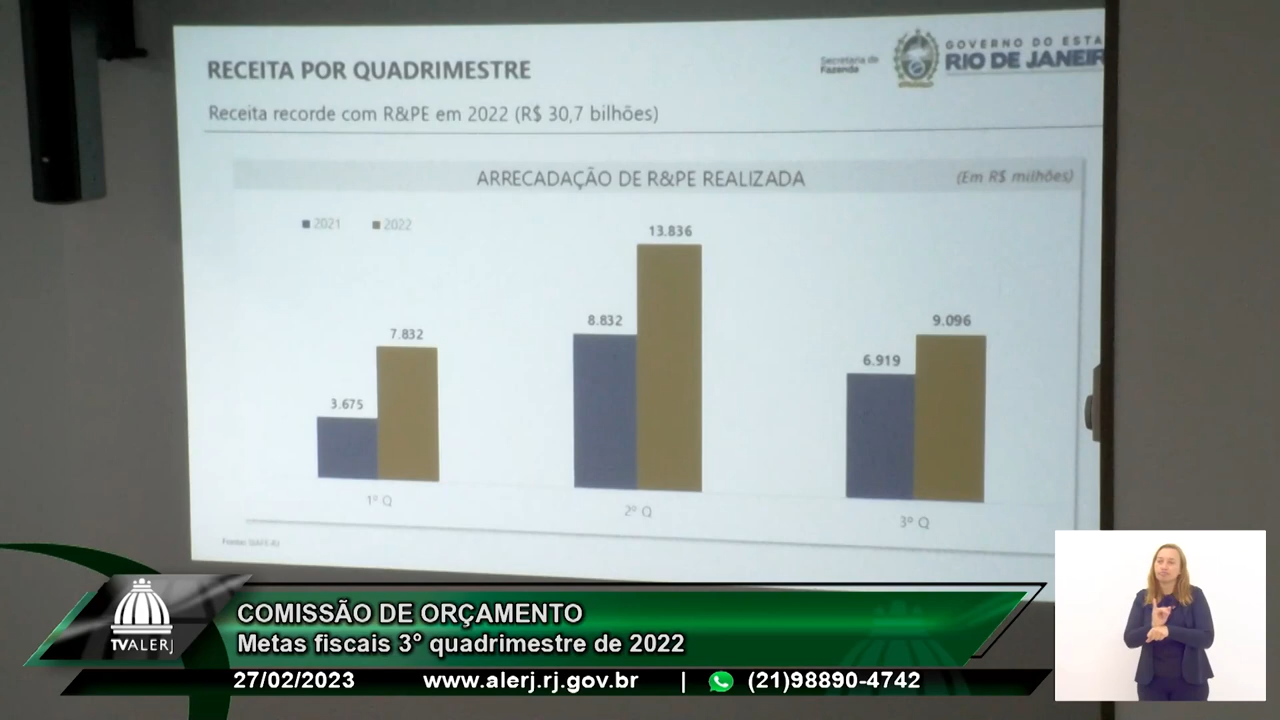 RECEITA POR QUADRIMESTRE
Receita recorde com R&PE em 2022 (R$ 30,7 bilhões)
Secretaria de
Fazenda
GOVERNO DO ESTA
RIO DE JANEIR
ARRECADAÇÃO DE R&PE REALIZADA
(Em R$ milhões)
2021
2022
3.675
7.832
8.832
13.836
6.919
9.096
1º Q
2º Q
3º Q
Fonte:
TVALERJ
COMISSÃO DE ORÇAMENTO
Metas fiscais 3° quadrimestre de 2022
27/02/2023 www.alerj.rj.gov.br | (21)98890-4742